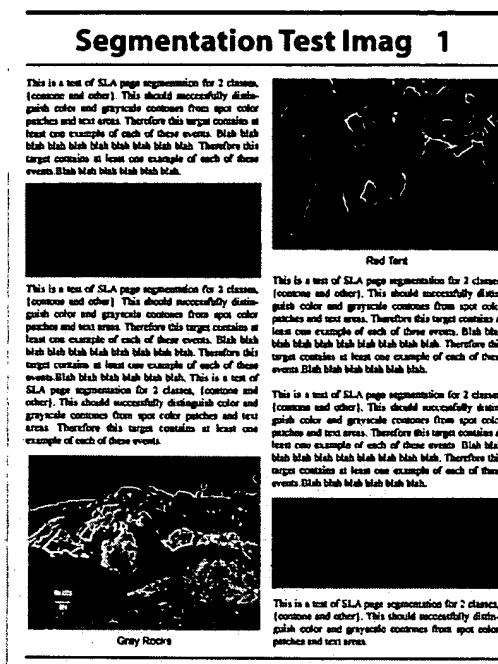 Segmentation Test Imag 1
This is a test of SLA page segmentation for 2 classes,
{contone and other}. This should successfully distin-
guish color and grayscale contones from spot color
patches and text areas. Therefore this target contains at
least one example of each of these events. Blah blah
blah blah blah blah blah blah blah. Therefore this
target contains at least one example of each of these
events.Blah blah blah blah blah blah.
This is a test of SLA page segmentation for 2 classes,
{contone and other}. This should successfully distin-
guish color and grayscale contones from spot color
patches and text areas. Therefore this target contains at
least one example of each of these events. Blah blah
blah blah blah blah blah blah blah. Therefore this
target contains at least one example of each of these
events.Blah blah blah blah blah blah. This is a test of
SLA page segmentation for 2 classes, {contone and
other}. This should successfully distinguish color and
grayscale contones from spot color patches and text
areas. Therefore this target contains at least one
example of each of these events.
Gray Rocks
Red Tent
This is a test of SLA page segmentation for 2 classes
{contone and other}. This should successfully distin
guish color and grayscale contones from spot colo
patches and text areas. Therefore this target contains a
least one example of each of these events. Blah bla
blah blah blah blah blah blah blah. Therefore thi
target contains at least one example of each of thes
events.Blah blah blah blah blah blah.
This is a test of SLA page segmentation for 2 classe
{contone and other}. This should successfully distin
guish color and grayscale contones from spot colo
patches and text areas. Therefore this target contains a
least one example of each of these events. Blah bla
blah blah blah blah blah blah blah. Therefore thi
target contains at least one example of each of thes
events.Blah blah blah blah blah blah.
This is a test of SLA page segmentation for 2 classes,
{contone and other}. This should successfully distin-
guish color and grayscale contones from spot color
patches and text areas.